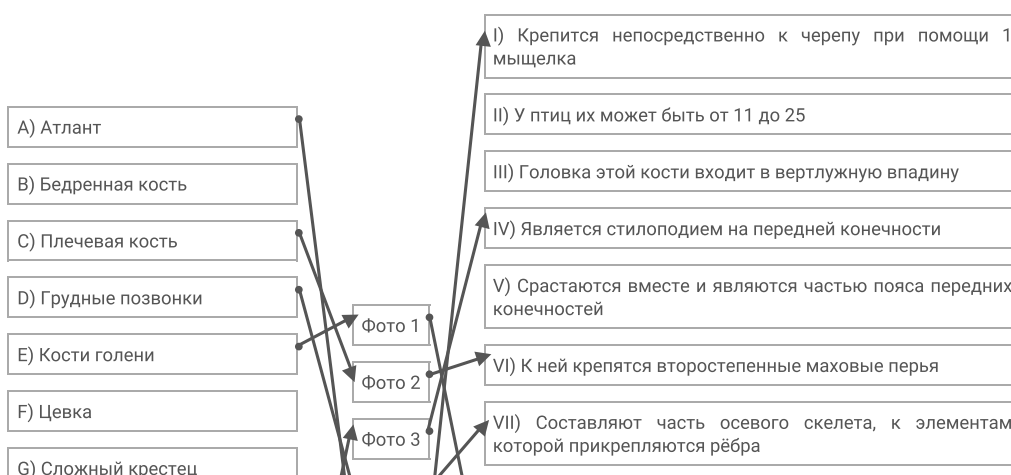 A) Атлант
B) Бедренная кость
C) Плечевая кость
D) Грудные позвонки
E) Кости голени
F) Цевка
G) Сложный крестец
Фото 1
Фото 2
Фото 3
I) Крепится непосредственно к черепу при помощи 1
мыщелка
II) У птиц их может быть от 11 до 25
III) Головка этой кости входит в вертлужную впадину
IV) Является стилоподием на передней конечности
V) Срастаются вместе и являются частью пояса передних
конечностей
VI) К ней крепятся второстепенные маховые перья
VII) Составляют часть осевого скелета, к элементам
которой прикрепляются рёбра